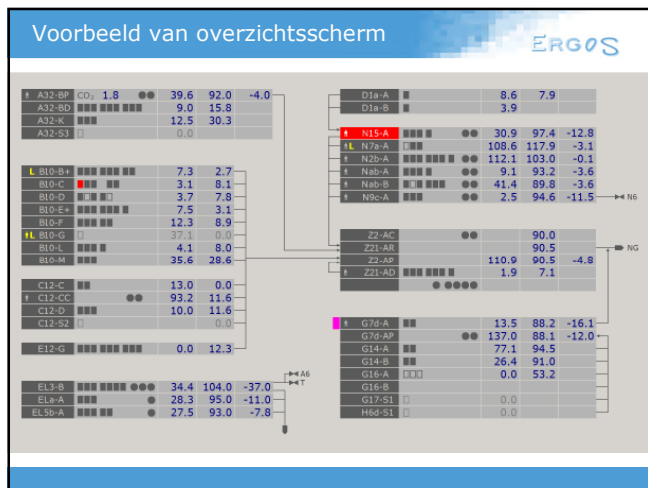 Voorbeeld van overzichtsscherm
ERGOS
A32-BP CO₂ 1.8 39.6 92.0 -4.0
A32-BD 9.0 15.8
A32-K 12.5 30.3
A32-S3 0.0
L B10-B+ 7.3 2.7
B10-C 3.1 8.1
B10-D 3.7 7.8
B10-E+ 7.5 3.1
B10-F 12.3 8.9
L B10-G 37.1 0.0
B10-L 4.1 8.0
B10-M 35.6 28.6
C12-C 13.0 0.0
C12-CC 93.2 11.6
C12-D 10.0 11.6
C12-S2 0.0
E12-G 0.0 12.3
A6
T
EL3-B 34.4 104.0 -37.0
ELa-A 28.3 95.0 -11.0
EL5b-A 27.5 93.0 -7.8
D1a-A 8.6 7.9
D1a-B 3.9
N15-A 30.9 97.4 -12.8
L N7a-A 108.6 117.9 -3.1
N2b-A 112.1 103.0 -0.1
Nab-A 9.1 93.2 -3.6
Nab-B 41.4 89.8 -3.6
N9c-A 2.5 94.6 -11.5 N6
Z2-AC 90.0
Z21-AR 90.5 NG
Z2-AP 110.9 90.5 -4.8
Z21-AD 1.9 7.1
G7d-A 13.5 88.2 -16.1
G7d-AP 137.0 88.1 -12.0
G14-A 77.1 94.5
G14-B 26.4 91.0
G16-A 0.0 53.2
G16-B
G17-S1 0.0
H6d-S1 0.0